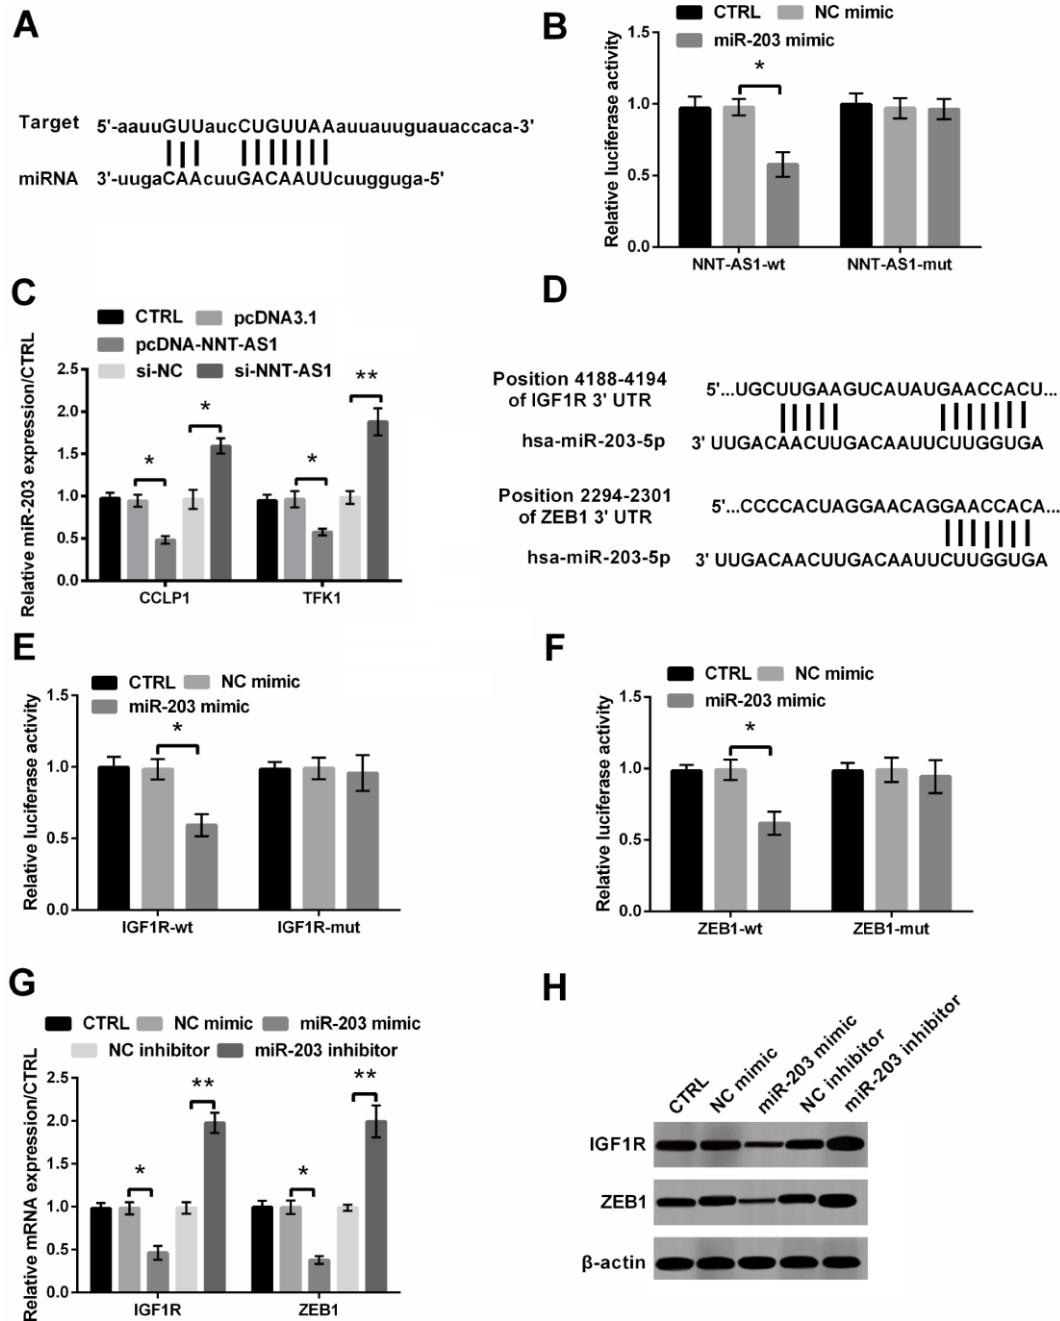 A
Target 5'-aauuGUUaucCUGUUAAauuauuguauaccaca-3'
miRNA 3'-uugaCAAcuuGACAAUUcuugguga-5'
B
CTRL NC mimic
miR-203 mimic
Relative luciferase activity
1.5
1.0
0.5
0.0
*
NNT-AS1-wt NNT-AS1-mut
C
CTRL pcDNA3.1
pcDNA-NNT-AS1
si-NC si-NNT-AS1
Relative miR-203 expression/CTRL
2.5
2.0
1.5
1.0
0.5
0.0
* * * **
CCLP1 TFK1
D
Position 4188-4194
of IGF1R 3' UTR
5'...UGCUUGAAGUCAUAUGAACCACU...
hsa-miR-203-5p 3' UUGACAACUUGACAAUUCUUGGUGA
Position 2294-2301
of ZEB1 3' UTR
5'...CCCCACUAGGAACAGGAACCACA...
hsa-miR-203-5p 3' UUGACAACUUGACAAUUCUUGGUGA
E
CTRL NC mimic
miR-203 mimic
Relative luciferase activity
1.5
1.0
0.5
0.0
*
IGF1R-wt IGF1R-mut
F
CTRL NC mimic
miR-203 mimic
Relative luciferase activity
1.5
1.0
0.5
0.0
*
ZEB1-wt ZEB1-mut
G
CTRL NC mimic miR-203 mimic
NC inhibitor miR-203 inhibitor
Relative mRNA expression/CTRL
2.5
2.0
1.5
1.0
0.5
0.0
* ** * **
IGF1R ZEB1
H
CTRL NC mimic miR-203 mimic NC inhibitor miR-203 inhibitor
IGF1R
ZEB1
β-actin